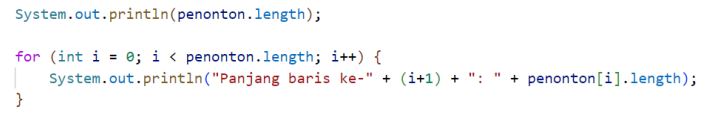 System.out.println(penonton.length);
for (int i = 0; i < penonton.length; i++) {
    System.out.println("Panjang baris ke-" + (i+1) + ": " + penonton[i].length);
}